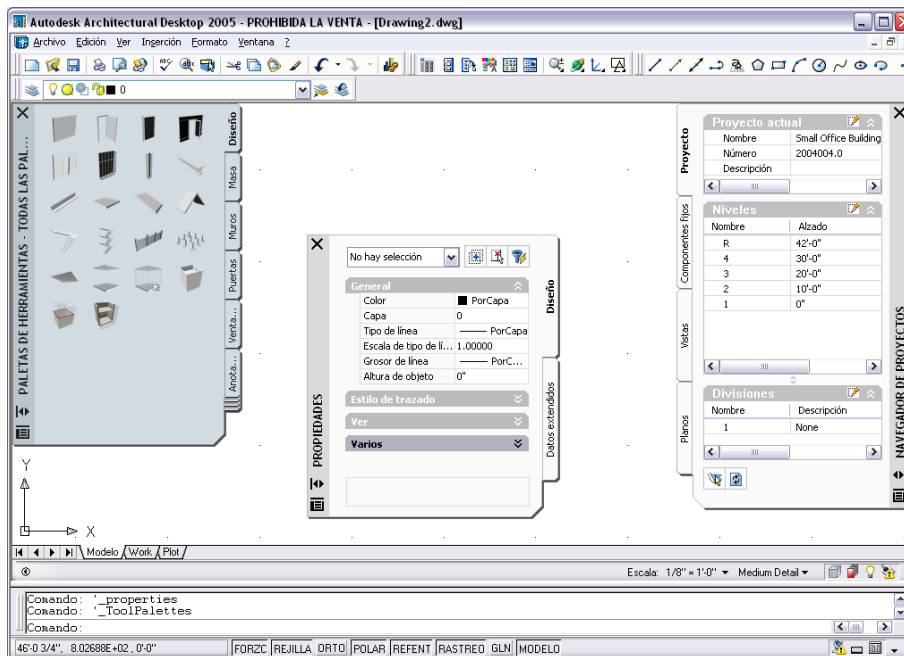 Autodesk Architectural Desktop 2005 - PROHIBIDA LA VENTA - [Drawing2.dwg]
Archivo Edición Ver Inserción Formato Ventana ?
0
PALETAS DE HERRAMIENTAS - TODAS LAS PAL...
Diseño
Masa
Muros
Puertas
Venta...
Anota...
PROPIEDADES
No hay selección
General
Color PorCapa
Capa 0
Tipo de línea PorCapa
Escala de tipo de lí... 1.00000
Grosor de línea PorC...
Altura de objeto 0"
Estilo de trazado
Ver
Varios
Diseño
Datos extendidos
Proyecto
Componentes fijos
Vistas
Planos
Proyecto actual
Nombre Small Office Building
Número 2004004.0
Descripción
Niveles
Nombre Alzado
R 42'-0"
4 30'-0"
3 20'-0"
2 10'-0"
1 0"
Divisiones
Nombre Descripción
1 None
NAVEGADOR DE PROYECTOS
Y
X
Modelo Work Plot
Escala: 1/8" = 1'-0" Medium Detail
Comando: '_properties
Comando: '_ToolPalettes
Comando:
46'-0 3/4", 8.02688E+02 , 0'-0" FORZC REJILLA ORTO POLAR REFENT RASTREO GLN MODELO